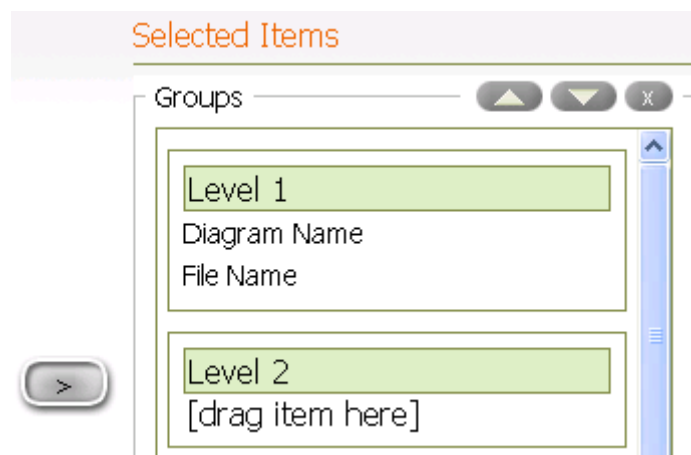 Selected Items
Groups
x
Level 1
Diagram Name
File Name
Level 2
[drag item here]
>